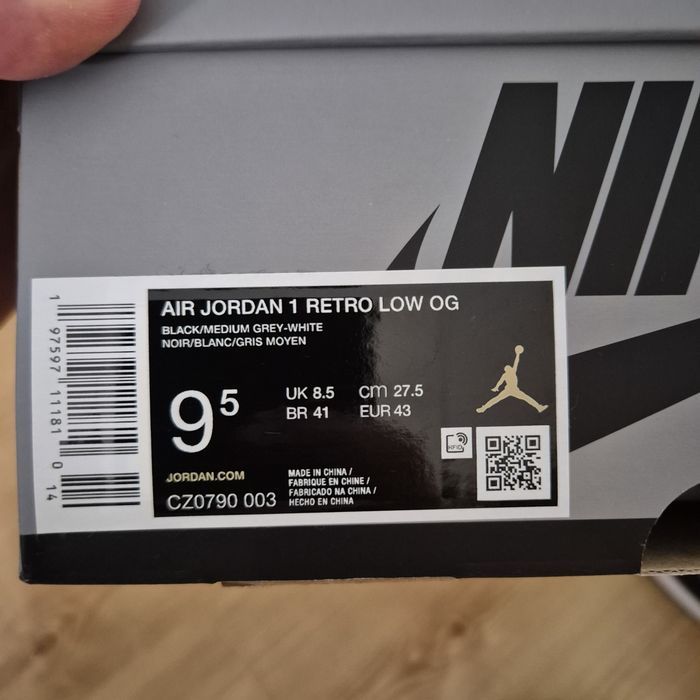 NI
AIR JORDAN 1 RETRO LOW OG
BLACK/MEDIUM GREY-WHITE
NOIR/BLANC/GRIS MOYEN
9⁵
UK 8.5 cm 27.5
BR 41 EUR 43
RFID
JORDAN.COM
CZ0790 003
MADE IN CHINA /
FABRIQUE EN CHINE /
FABRICADO NA CHINA /
HECHO EN CHINA
1 97597 11181 0 14